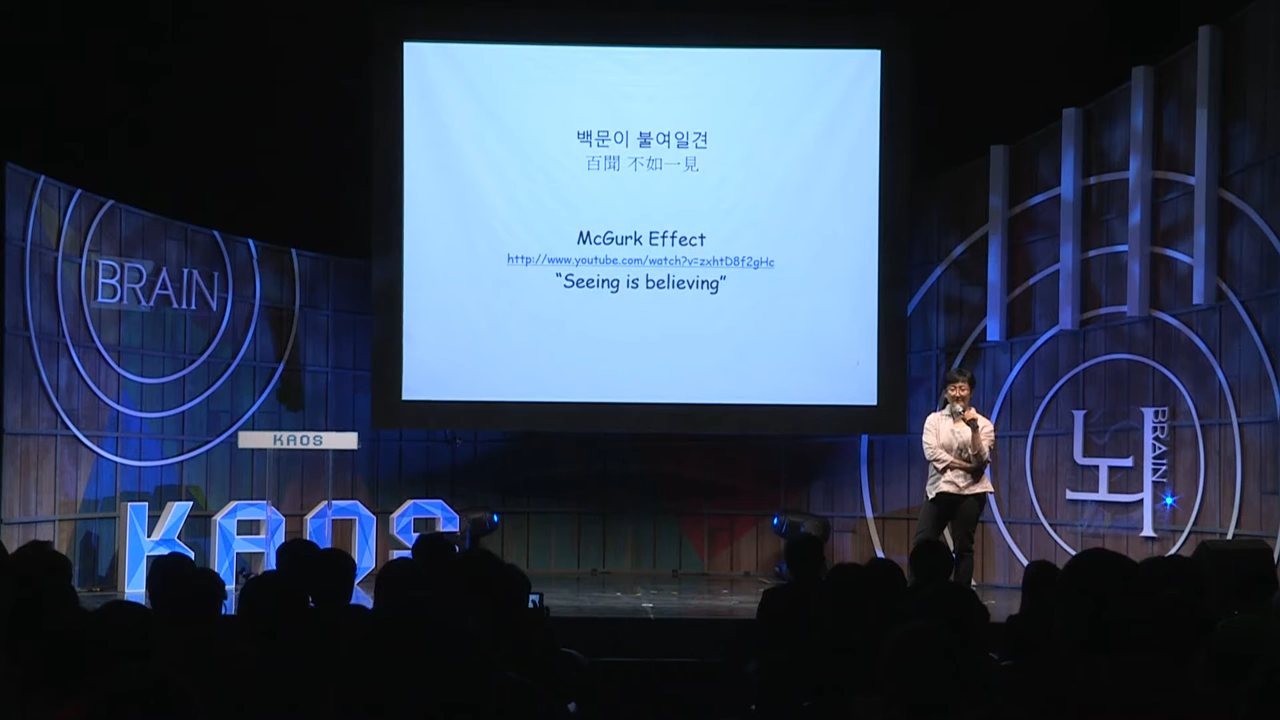 백문이 불여일견
百聞 不如一見
McGurk Effect
http://www.youtube.com/watch?v=zxhtD8f2gHc
“Seeing is believing”
BRAIN
KAOS
KAOS
뇌
BRAIN